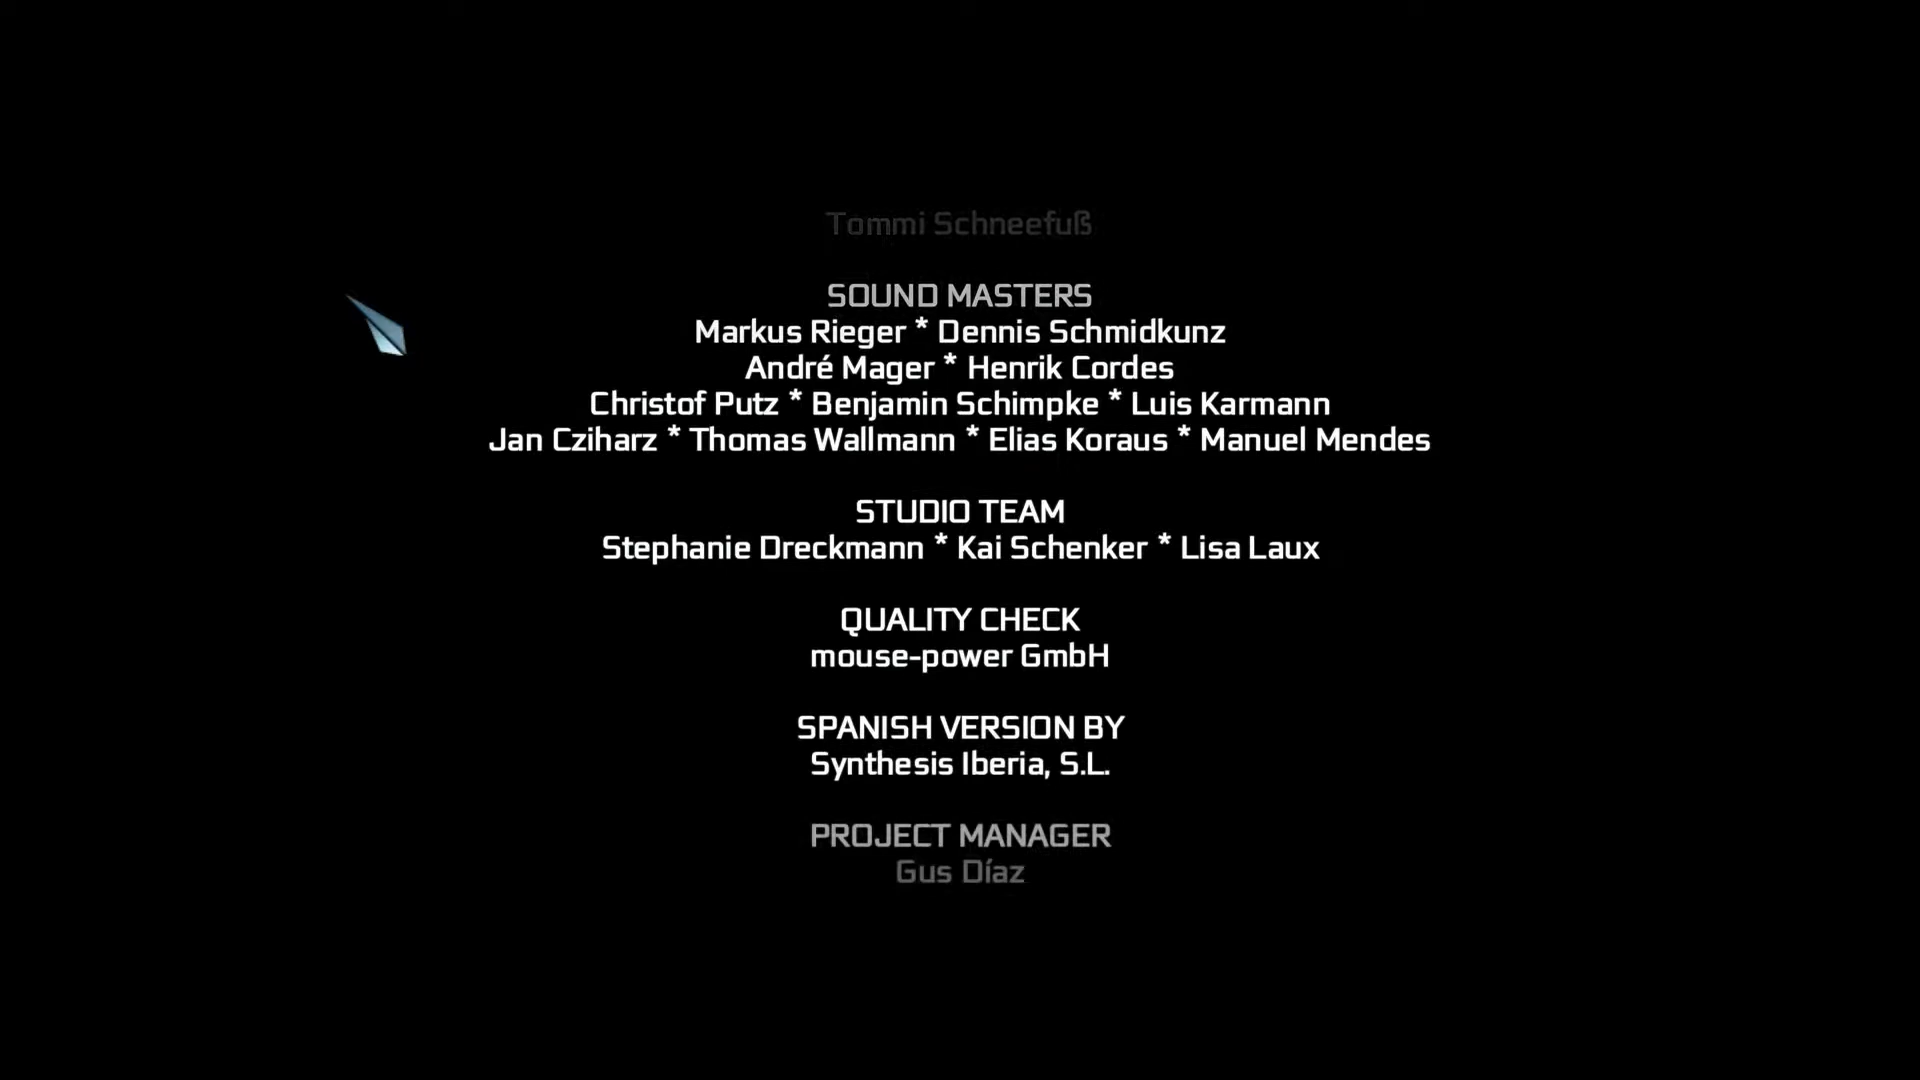 Tommi Schneefuß
SOUND MASTERS
Markus Rieger * Dennis Schmidkunz
André Mager * Henrik Cordes
Christof Putz * Benjamin Schimpke * Luis Karmann
Jan Cziharz * Thomas Wallmann * Elias Koraus * Manuel Mendes
STUDIO TEAM
Stephanie Dreckmann * Kai Schenker * Lisa Laux
QUALITY CHECK
mouse-power GmbH
SPANISH VERSION BY
Synthesis Iberia, S.L.
PROJECT MANAGER
Gus Díaz